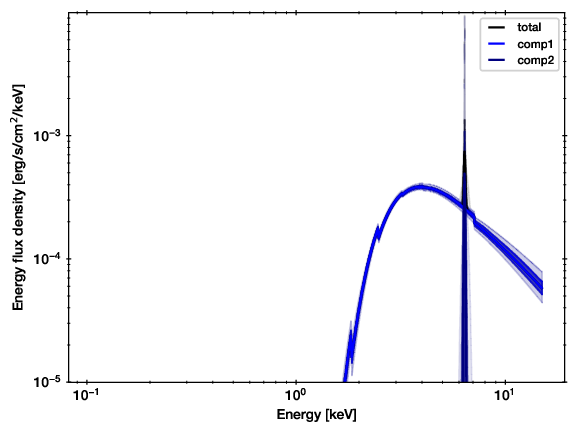 total
comp1
comp2
Energy flux density [erg/s/cm²/keV]
10⁻³
10⁻⁴
10⁻⁵
10⁻¹
10⁰
10¹
Energy [keV]